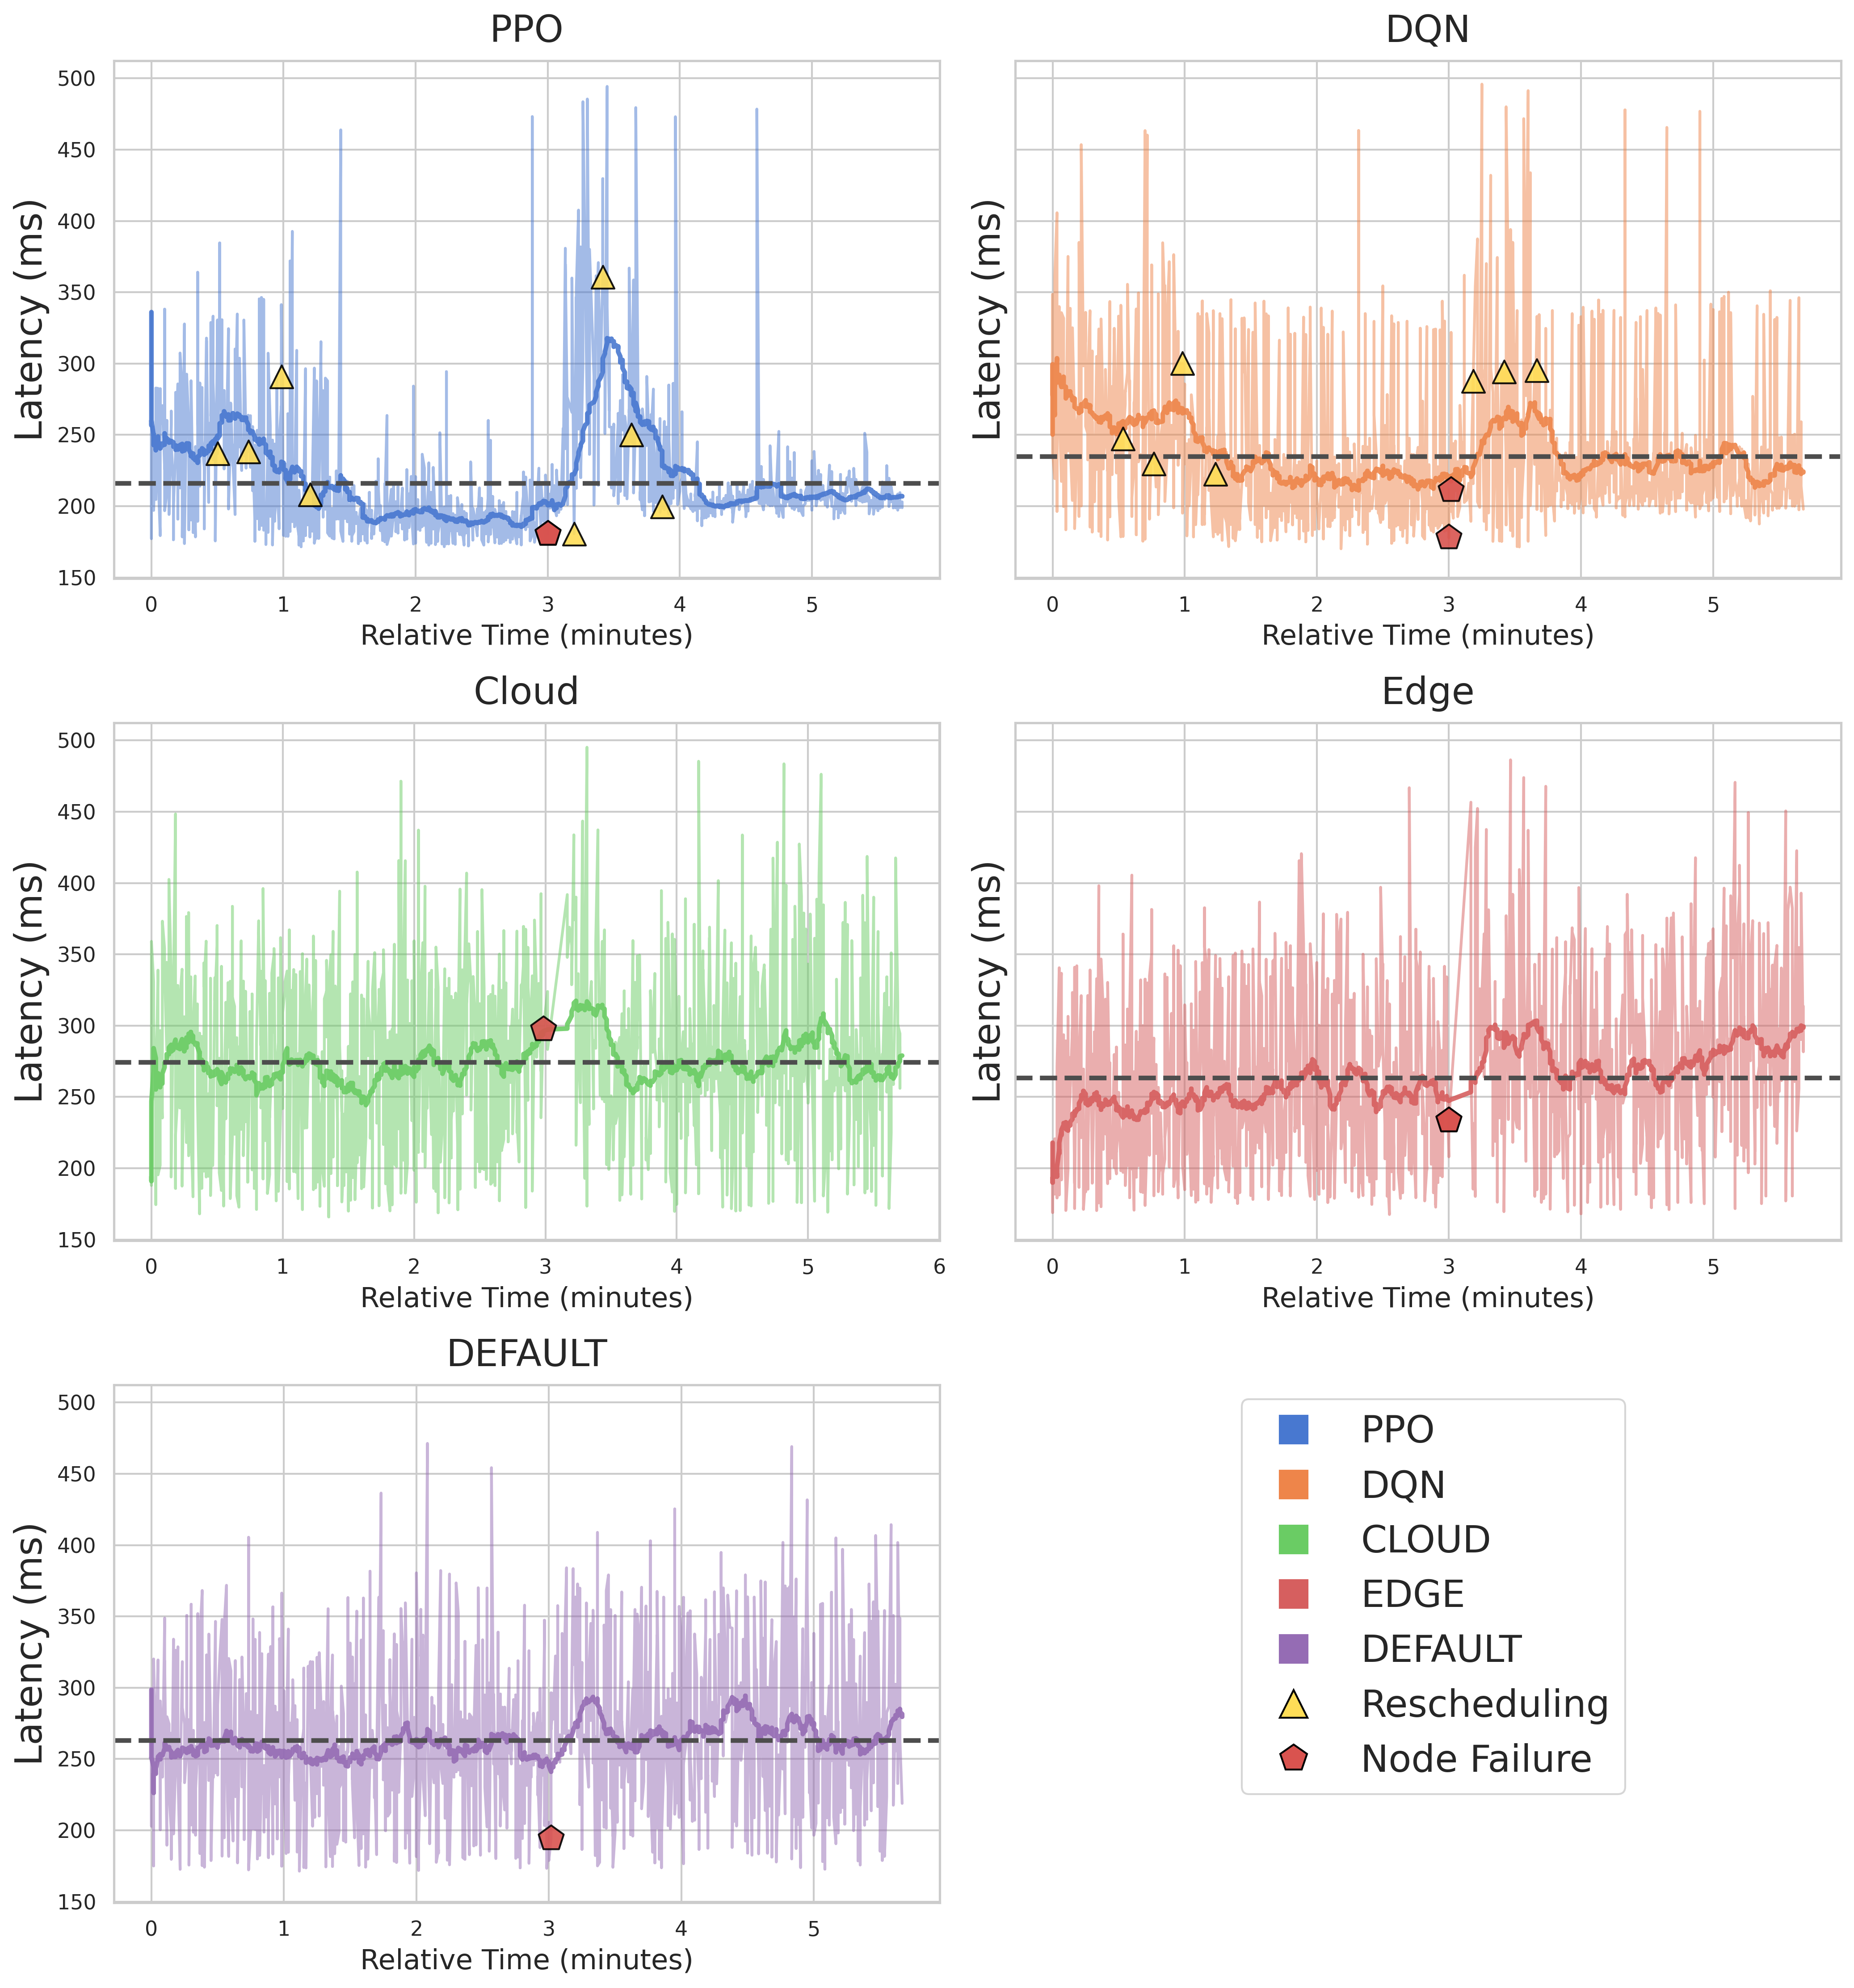 PPO
500
450
400
350
300
250
200
150
Latency (ms)
0 1 2 3 4 5
Relative Time (minutes)
DQN
Latency (ms)
0 1 2 3 4 5
Relative Time (minutes)
Cloud
500
450
400
350
300
250
200
150
Latency (ms)
0 1 2 3 4 5 6
Relative Time (minutes)
Edge
Latency (ms)
0 1 2 3 4 5
Relative Time (minutes)
DEFAULT
500
450
400
350
300
250
200
150
Latency (ms)
0 1 2 3 4 5
Relative Time (minutes)
PPO
DQN
CLOUD
EDGE
DEFAULT
Rescheduling
Node Failure